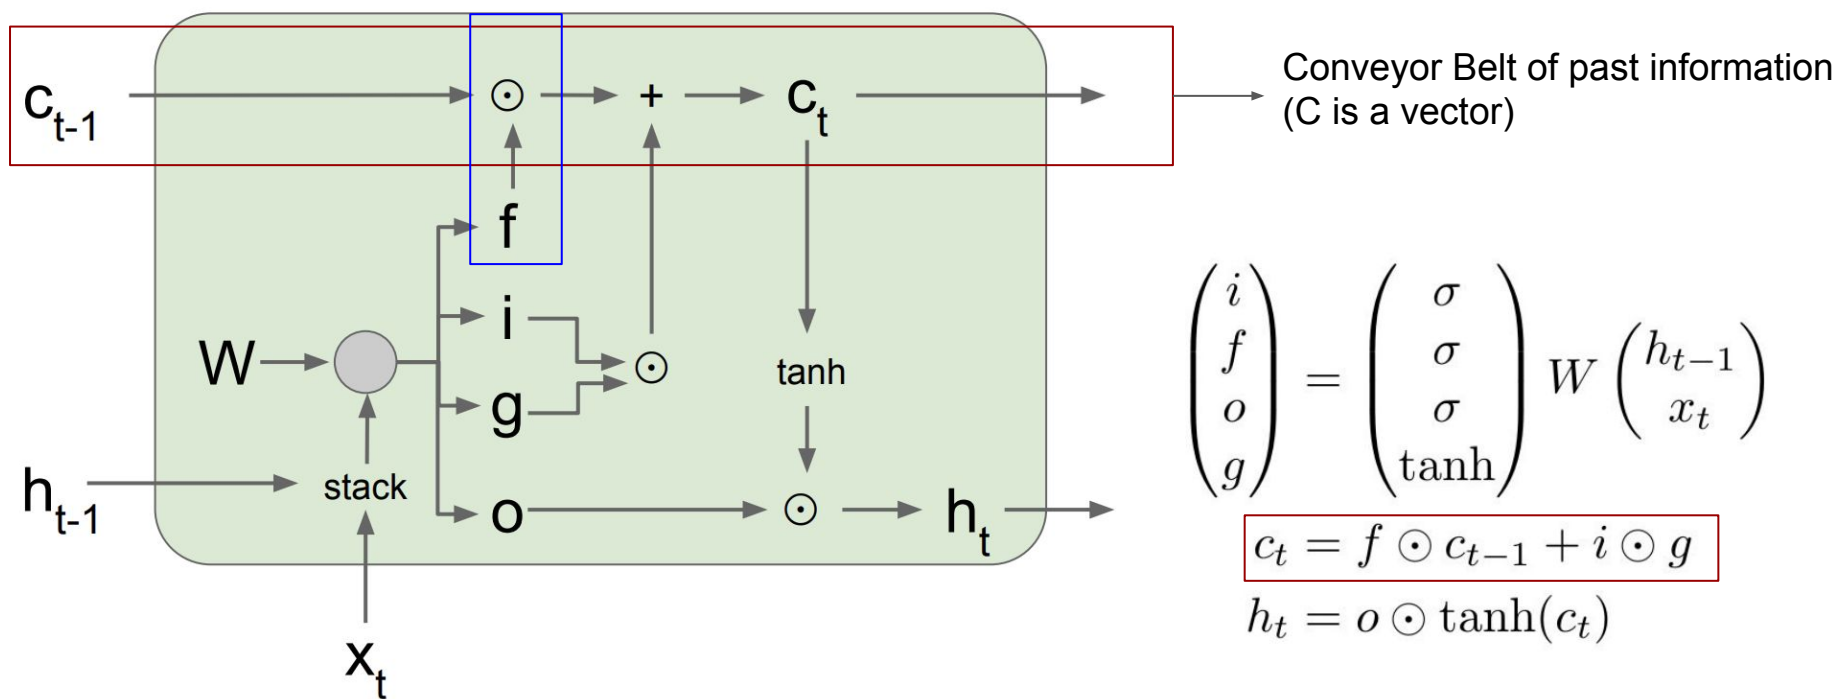 c_{t-1} ⊙ + c_t
Conveyor Belt of past information
(C is a vector)
f
i
W ⊙ tanh
g
h_{t-1} stack
o ⊙ h_t
x_t
(i f o g) = (σ σ σ tanh) W (h_{t-1} x_t)
c_t = f ⊙ c_{t-1} + i ⊙ g
h_t = o ⊙ tanh(c_t)